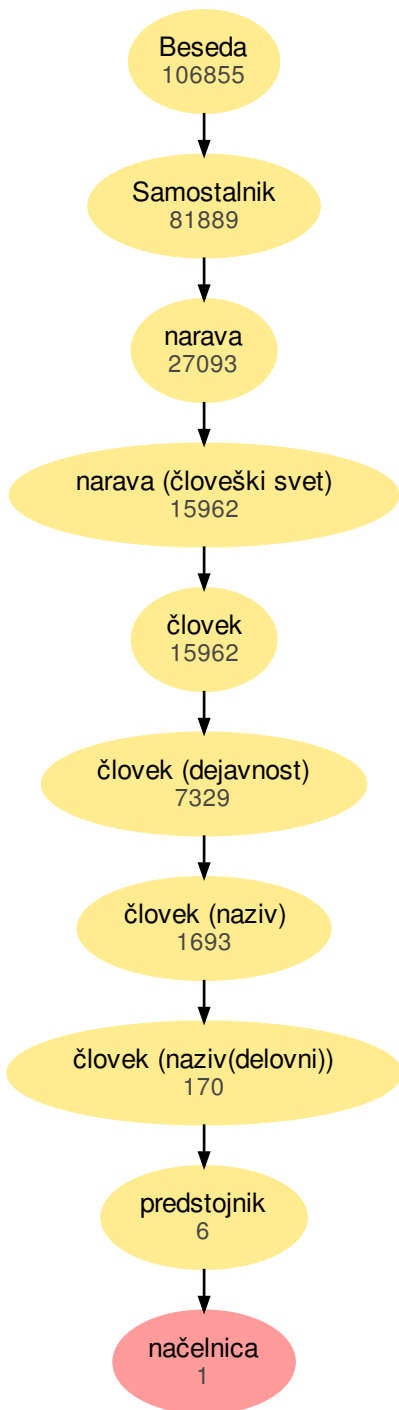 Beseda
106855
Samostalnik
81889
narava
27093
narava (človeški svet)
15962
človek
15962
človek (dejavnost)
7329
človek (naziv)
1693
človek (naziv(delovni))
170
predstojnik
6
načelnica
1